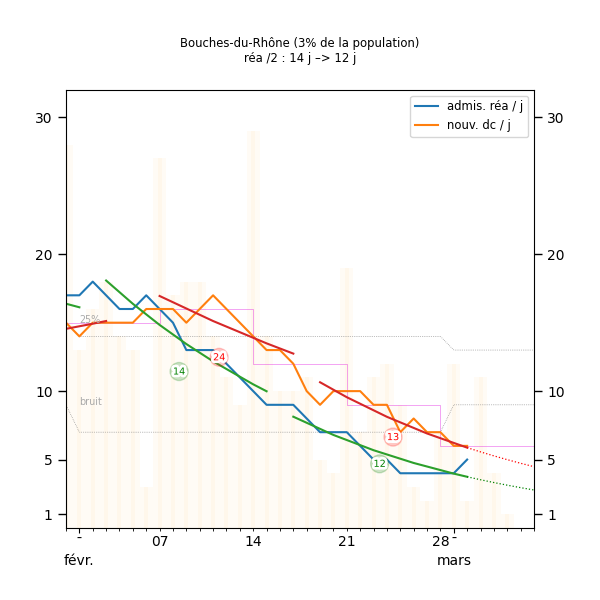 Bouches-du-Rhône (3% de la population)
réa /2 : 14 j –> 12 j
admis. réa / j
nouv. dc / j
30
30
20
20
25%
24
14
10
10
bruit
13
12
5
5
1
1
07
14
21
28
févr.
mars